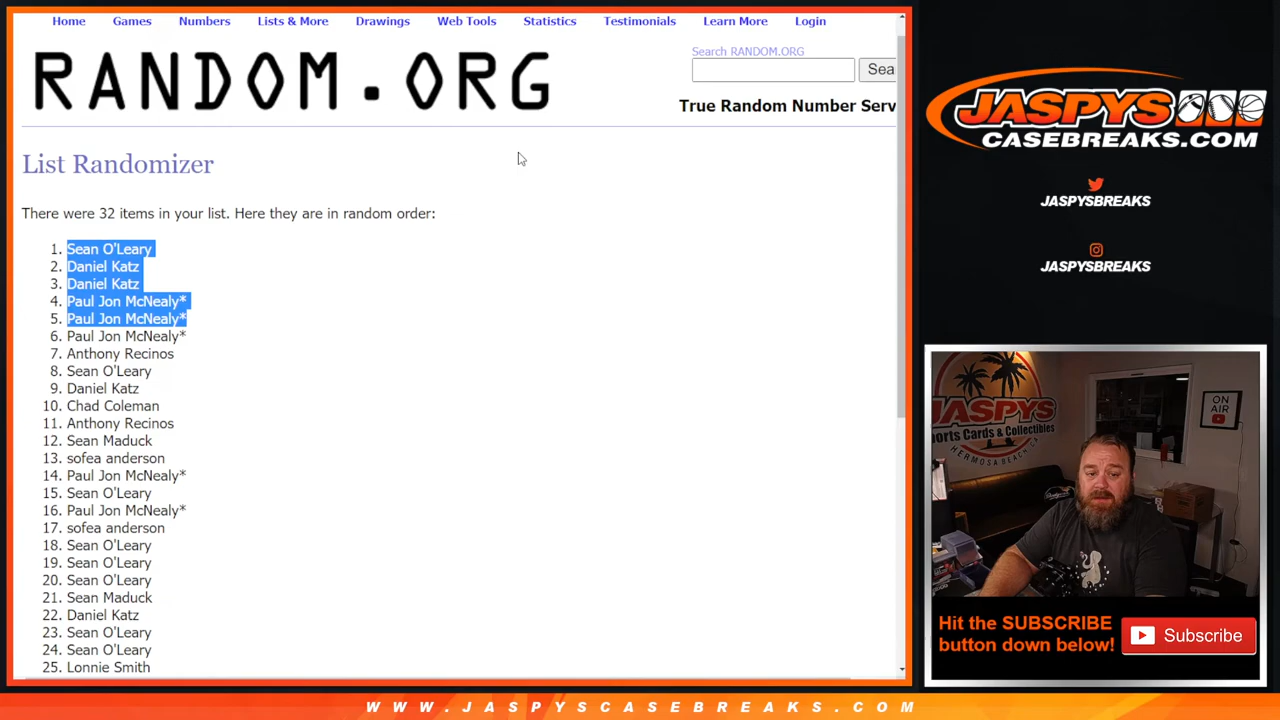 Home Games Numbers Lists & More Drawings Web Tools Statistics Testimonials Learn More Login
RANDOM.ORG
Search RANDOM.ORG
Sea
True Random Number Serv
List Randomizer
There were 32 items in your list. Here they are in random order:
1. Sean O'Leary
2. Daniel Katz
3. Daniel Katz
4. Paul Jon McNealy*
5. Paul Jon McNealy*
6. Paul Jon McNealy*
7. Anthony Recinos
8. Sean O'Leary
9. Daniel Katz
10. Chad Coleman
11. Anthony Recinos
12. Sean Maduck
13. sofea anderson
14. Paul Jon McNealy*
15. Sean O'Leary
16. Paul Jon McNealy*
17. sofea anderson
18. Sean O'Leary
19. Sean O'Leary
20. Sean O'Leary
21. Sean Maduck
22. Daniel Katz
23. Sean O'Leary
24. Sean O'Leary
25. Lonnie Smith
JASPYS
CASEBREAKS.COM
JASPYSBREAKS
JASPYSBREAKS
JASPYS
orts Cards & Collectibles
HERMOSA BEACH, CA
ON AIR
Hit the SUBSCRIBE
button down below!
Subscribe
WWW.JASPYSCASEBREAKS.COM